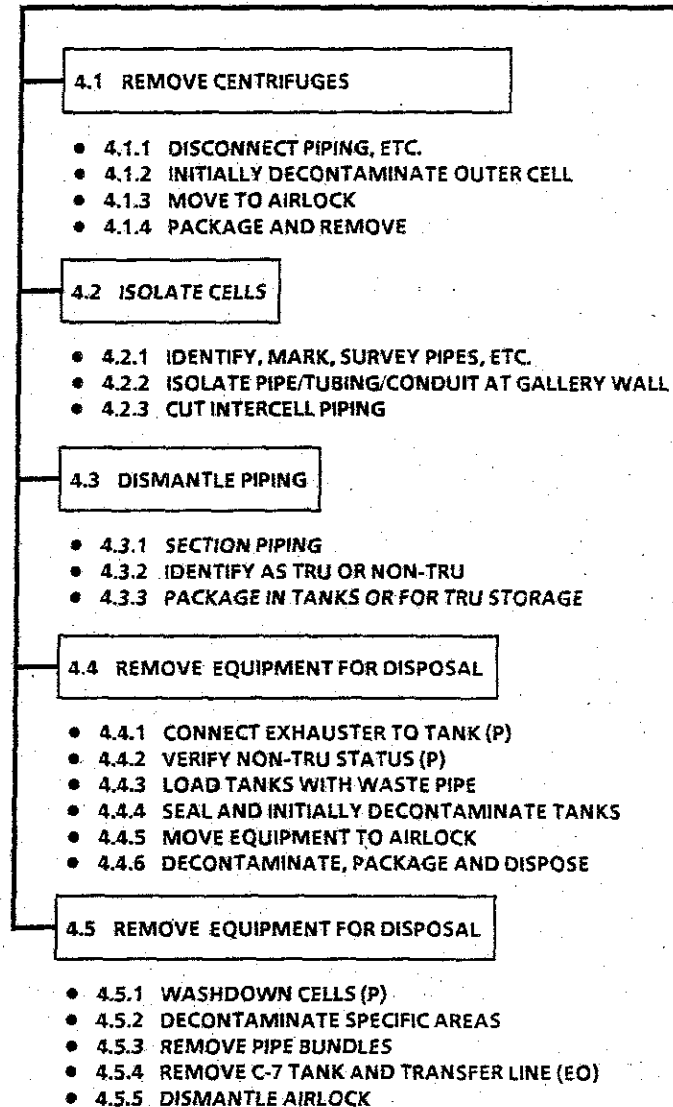 4.1 REMOVE CENTRIFUGES
• 4.1.1 DISCONNECT PIPING, ETC.
• 4.1.2 INITIALLY DECONTAMINATE OUTER CELL
• 4.1.3 MOVE TO AIRLOCK
• 4.1.4 PACKAGE AND REMOVE
4.2 ISOLATE CELLS
• 4.2.1 IDENTIFY, MARK, SURVEY PIPES, ETC.
• 4.2.2 ISOLATE PIPE/TUBING/CONDUIT AT GALLERY WALL
• 4.2.3 CUT INTERCELL PIPING
4.3 DISMANTLE PIPING
• 4.3.1 SECTION PIPING
• 4.3.2 IDENTIFY AS TRU OR NON-TRU
• 4.3.3 PACKAGE IN TANKS OR FOR TRU STORAGE
4.4 REMOVE EQUIPMENT FOR DISPOSAL
• 4.4.1 CONNECT EXHAUSTER TO TANK (P)
• 4.4.2 VERIFY NON-TRU STATUS (P)
• 4.4.3 LOAD TANKS WITH WASTE PIPE
• 4.4.4 SEAL AND INITIALLY DECONTAMINATE TANKS
• 4.4.5 MOVE EQUIPMENT TO AIRLOCK
• 4.4.6 DECONTAMINATE, PACKAGE AND DISPOSE
4.5 REMOVE EQUIPMENT FOR DISPOSAL
• 4.5.1 WASHDOWN CELLS (P)
• 4.5.2 DECONTAMINATE SPECIFIC AREAS
• 4.5.3 REMOVE PIPE BUNDLES
• 4.5.4 REMOVE C-7 TANK AND TRANSFER LINE (EO)
• 4.5.5 DISMANTLE AIRLOCK